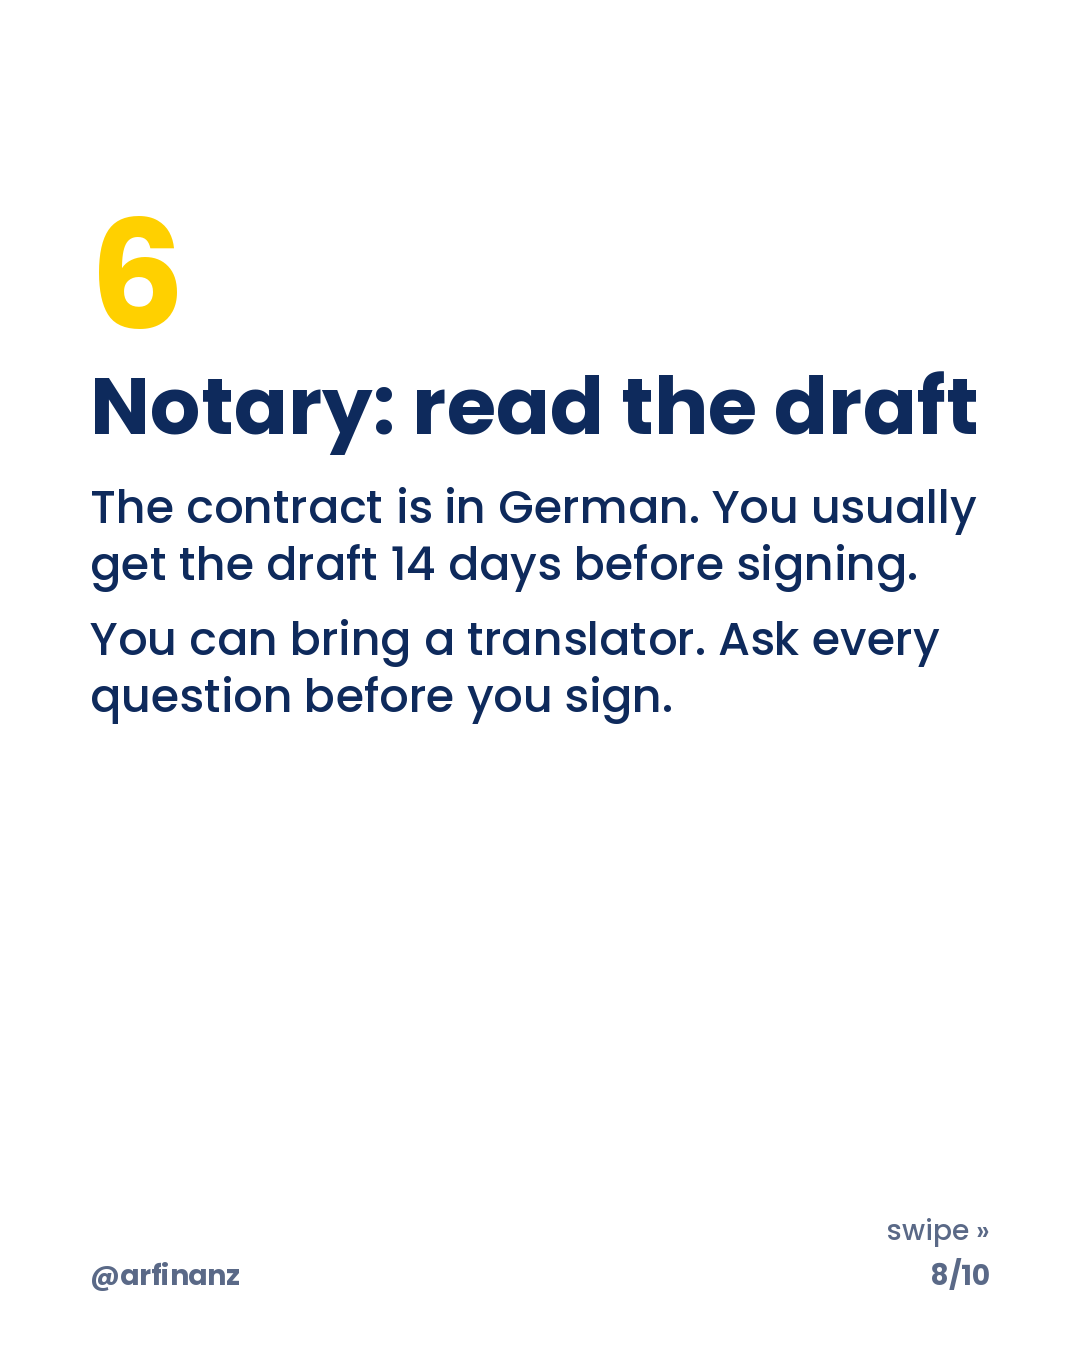 6
Notary: read the draft
The contract is in German. You usually
get the draft 14 days before signing.
You can bring a translator. Ask every
question before you sign.
swipe »
@arfinanz
8/10